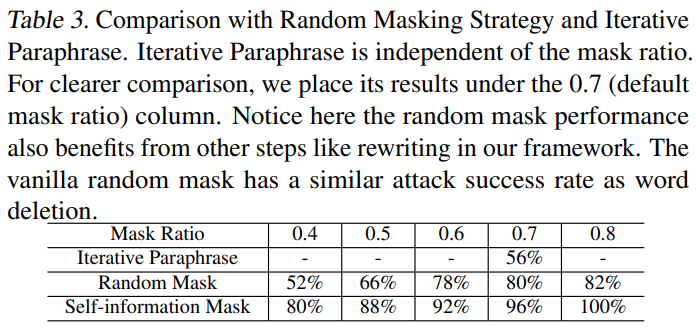 Table 3. Comparison with Random Masking Strategy and Iterative
Paraphrase. Iterative Paraphrase is independent of the mask ratio.
For clearer comparison, we place its results under the 0.7 (default
mask ratio) column. Notice here the random mask performance
also benefits from other steps like rewriting in our framework. The
vanilla random mask has a similar attack success rate as word
deletion.
Mask Ratio 0.4 0.5 0.6 0.7 0.8
Iterative Paraphrase - - - 56% -
Random Mask 52% 66% 78% 80% 82%
Self-information Mask 80% 88% 92% 96% 100%